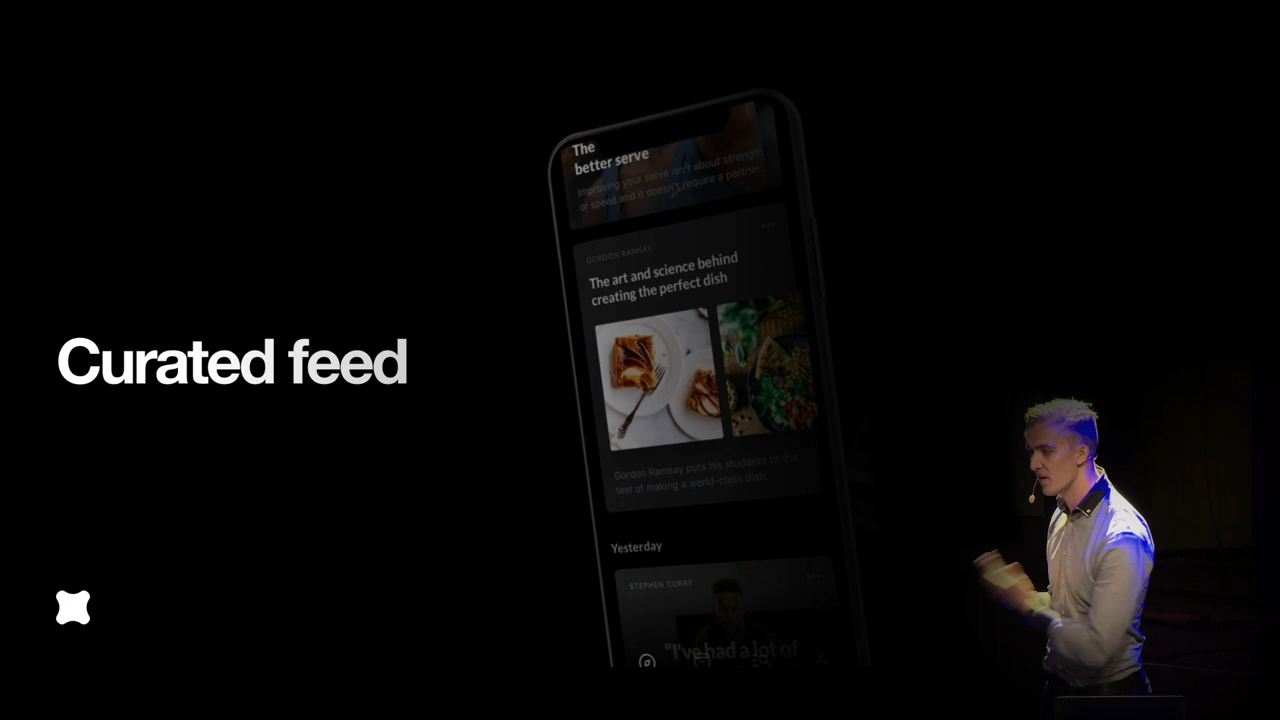 Curated feed
The
better serve
Improving your serve isn't about strength
or speed and it doesn't require a partner
GORDON RAMSAY
The art and science behind
creating the perfect dish
Gordon Ramsay puts his students to the
test of making a world-class dish.
Yesterday
STEPHEN CURRY
"I've had a lot of